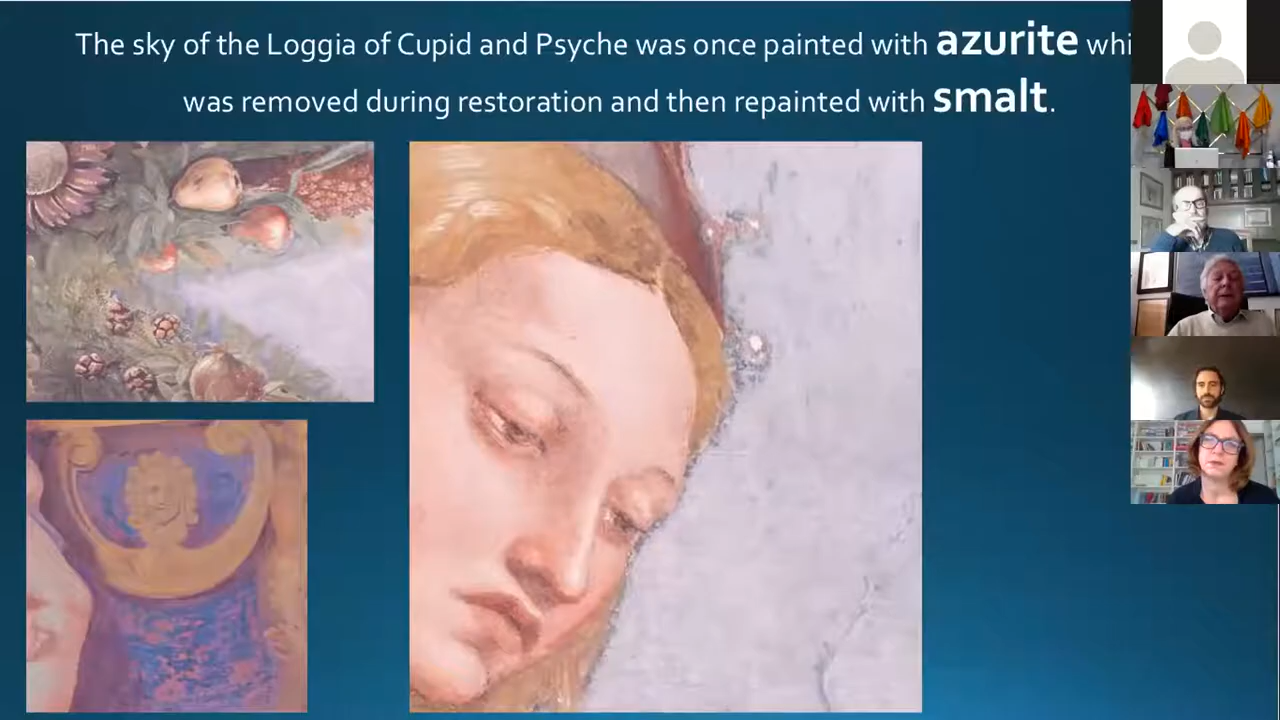 The sky of the Loggia of Cupid and Psyche was once painted with azurite
was removed during restoration and then repainted with smalt.